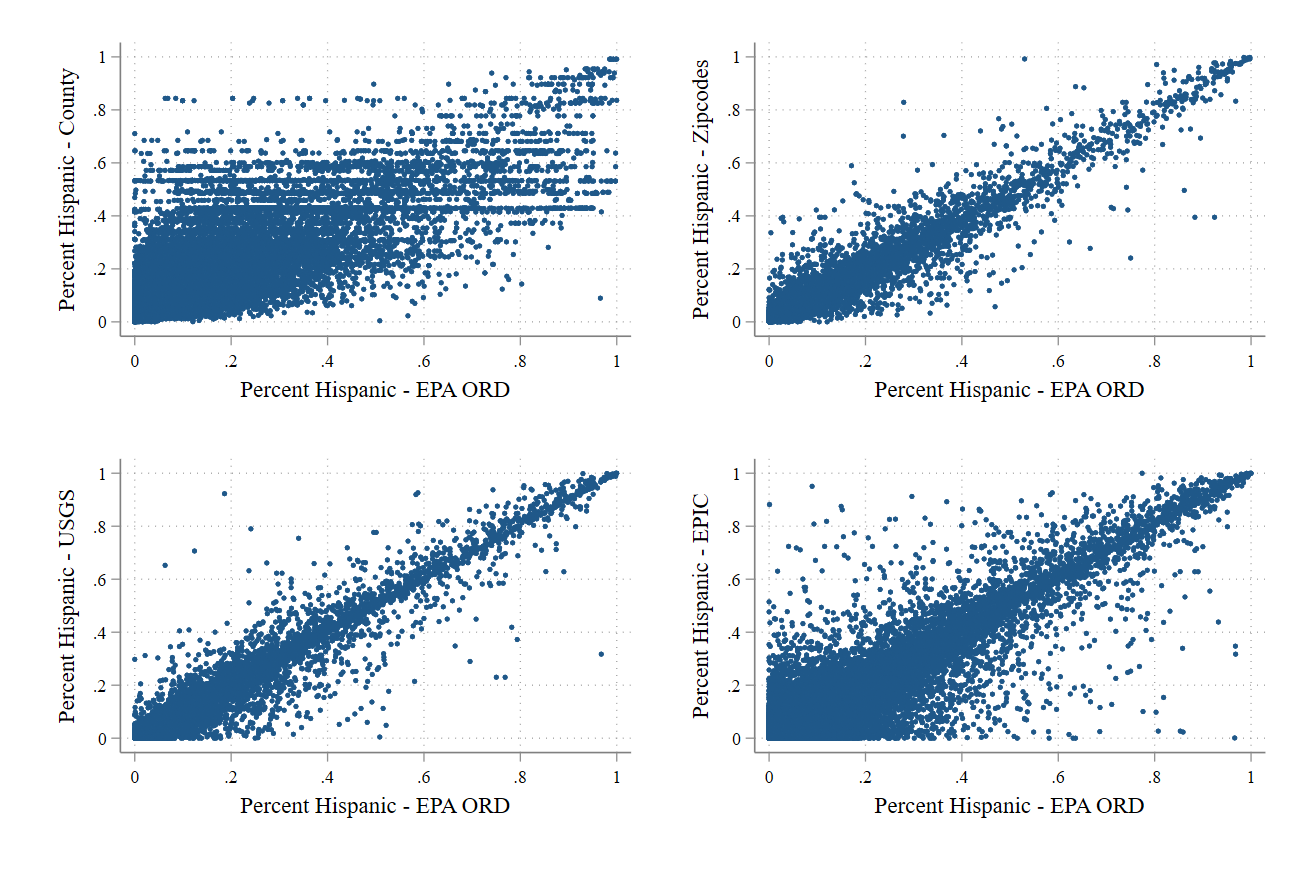 Percent Hispanic - County
1
.8
.6
.4
.2
0
0 .2 .4 .6 .8 1
Percent Hispanic - EPA ORD
Percent Hispanic - Zipcodes
1
.8
.6
.4
.2
0
0 .2 .4 .6 .8 1
Percent Hispanic - EPA ORD
Percent Hispanic - USGS
1
.8
.6
.4
.2
0
0 .2 .4 .6 .8 1
Percent Hispanic - EPA ORD
Percent Hispanic - EPIC
1
.8
.6
.4
.2
0
0 .2 .4 .6 .8 1
Percent Hispanic - EPA ORD